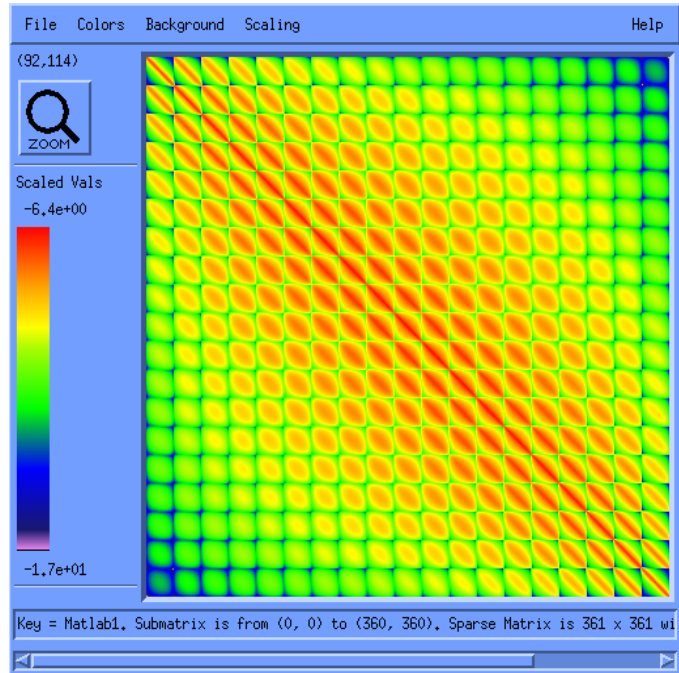 File Colors Background Scaling Help
(92,114)
ZOOM
Scaled Vals
-6.4e+00
-1.7e+01
Key = Matlab1. Submatrix is from (0, 0) to (360, 360). Sparse Matrix is 361 x 361 wi